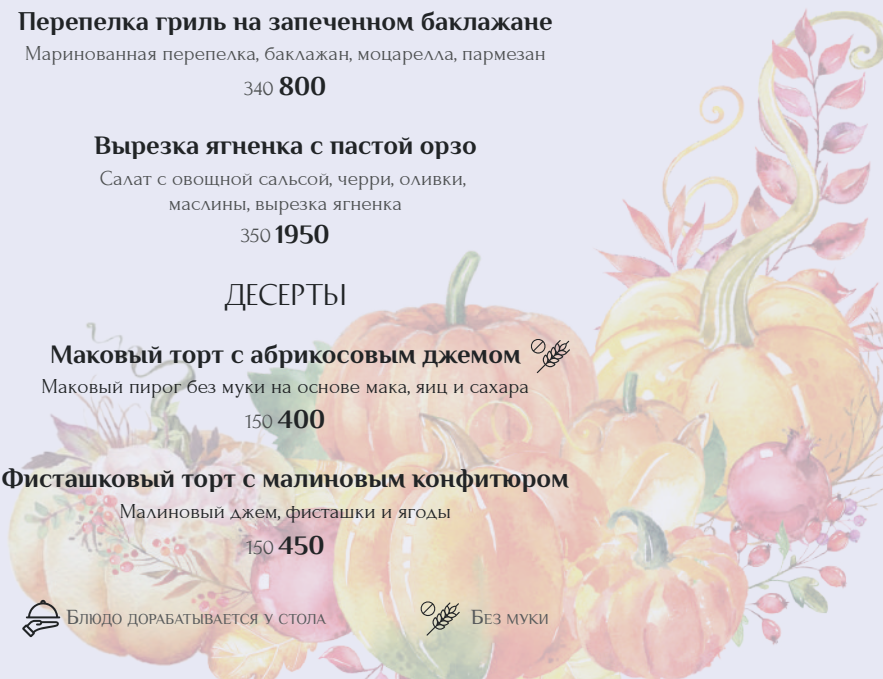 Перепелка гриль на запеченном баклажане
Маринованная перепелка, баклажан, моцарелла, пармезан
340 800
Вырезка ягненка с пастой орзо
Салат с овощной сальсой, черри, оливки,
маслины, вырезка ягненка
350 1950
ДЕСЕРТЫ
Маковый торт с абрикосовым джемом
Маковый пирог без муки на основе мака, яиц и сахара
150 400
Фисташковый торт с малиновым конфитюром
Малиновый джем, фисташки и ягоды
150 450
Блюдо дорабатывается у стола
Без муки